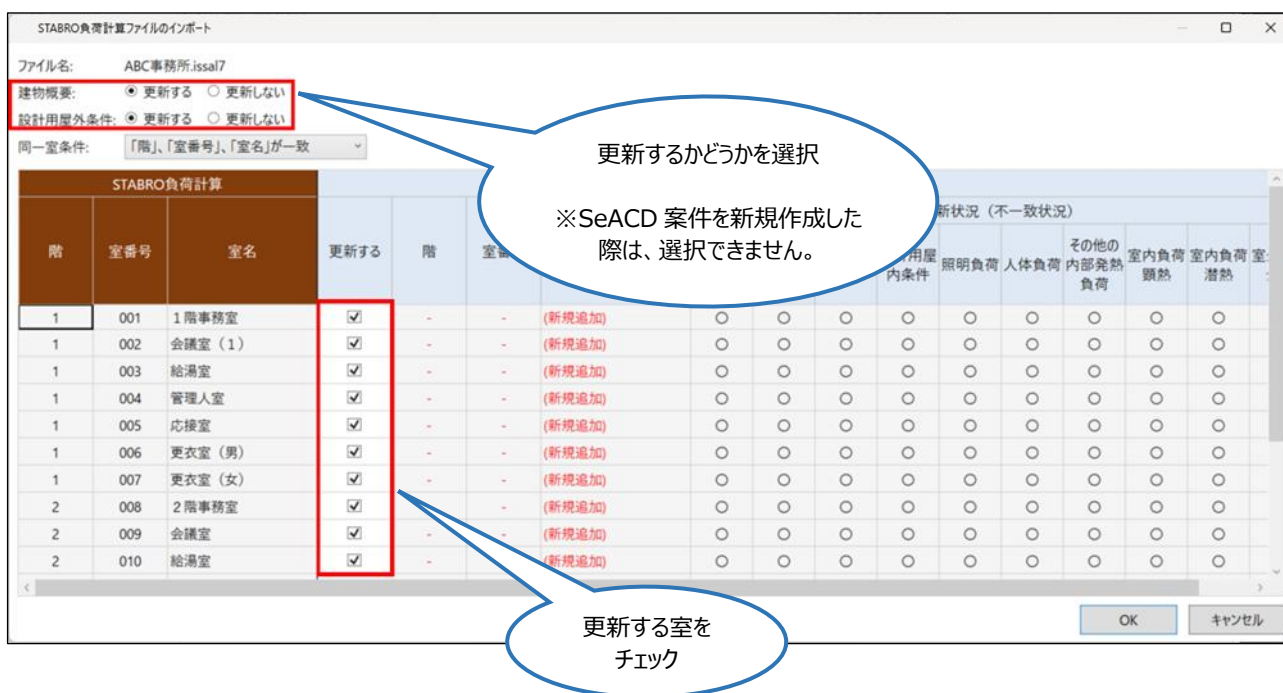 STABRO負荷計算ファイルのインポート
ファイル名: ABC事務所.issal7
建物概要: 更新する 更新しない
設計用屋外条件: 更新する 更新しない
同一室条件: 「階」、「室番号」、「室名」が一致
更新するかどうかを選択
※SeACD 案件を新規作成した
際は、選択できません。
STABRO負荷計算
新状況（不一致状況）
階 室番号 室名 更新する 階 用屋内条件 照明負荷 人体負荷 その他の内部発熱負荷 室内負荷顕熱 室内負荷潜熱
1 001 1階事務室 - - (新規追加) ○ ○ ○ ○ ○ ○ ○ ○ ○
1 002 会議室（1） - - (新規追加) ○ ○ ○ ○ ○ ○ ○ ○ ○
1 003 給湯室 - - (新規追加) ○ ○ ○ ○ ○ ○ ○ ○ ○
1 004 管理人室 - - (新規追加) ○ ○ ○ ○ ○ ○ ○ ○ ○
1 005 応接室 - - (新規追加) ○ ○ ○ ○ ○ ○ ○ ○ ○
1 006 更衣室（男） - - (新規追加) ○ ○ ○ ○ ○ ○ ○ ○ ○
1 007 更衣室（女） - - (新規追加) ○ ○ ○ ○ ○ ○ ○ ○ ○
2 008 2階事務室 - - (新規追加) ○ ○ ○ ○ ○ ○ ○ ○ ○
2 009 会議室 - - (新規追加) ○ ○ ○ ○ ○ ○ ○ ○ ○
2 010 給湯室 - - (新規追加) ○ ○ ○ ○ ○ ○ ○ ○ ○
更新する室を
チェック
OK キャンセル